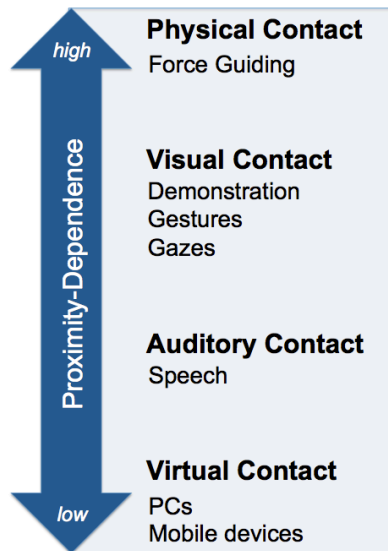 high
Proximity-Dependence
low
Physical Contact
Force Guiding
Visual Contact
Demonstration
Gestures
Gazes
Auditory Contact
Speech
Virtual Contact
PCs
Mobile devices